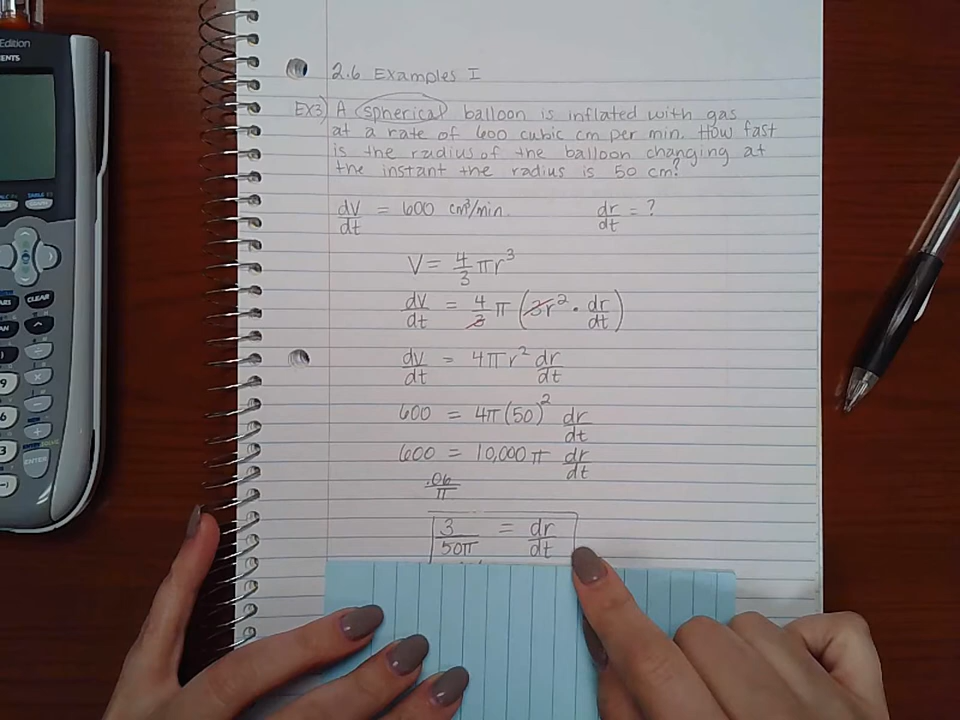 Edition
2.6 Examples I
EX3) A spherical balloon is inflated with gas
at a rate of 600 cubic cm per min. How fast
is the radius of the balloon changing at
the instant the radius is 50 cm?
dV/dt = 600 cm³/min. dr/dt = ?
V = 4/3 πr³
dV/dt = 4/3 π (3r² · dr/dt)
dV/dt = 4πr² dr/dt
600 = 4π(50)² dr/dt
600 = 10,000π dr/dt
.06/π
3/50π = dr/dt
CLEAR
ENTER